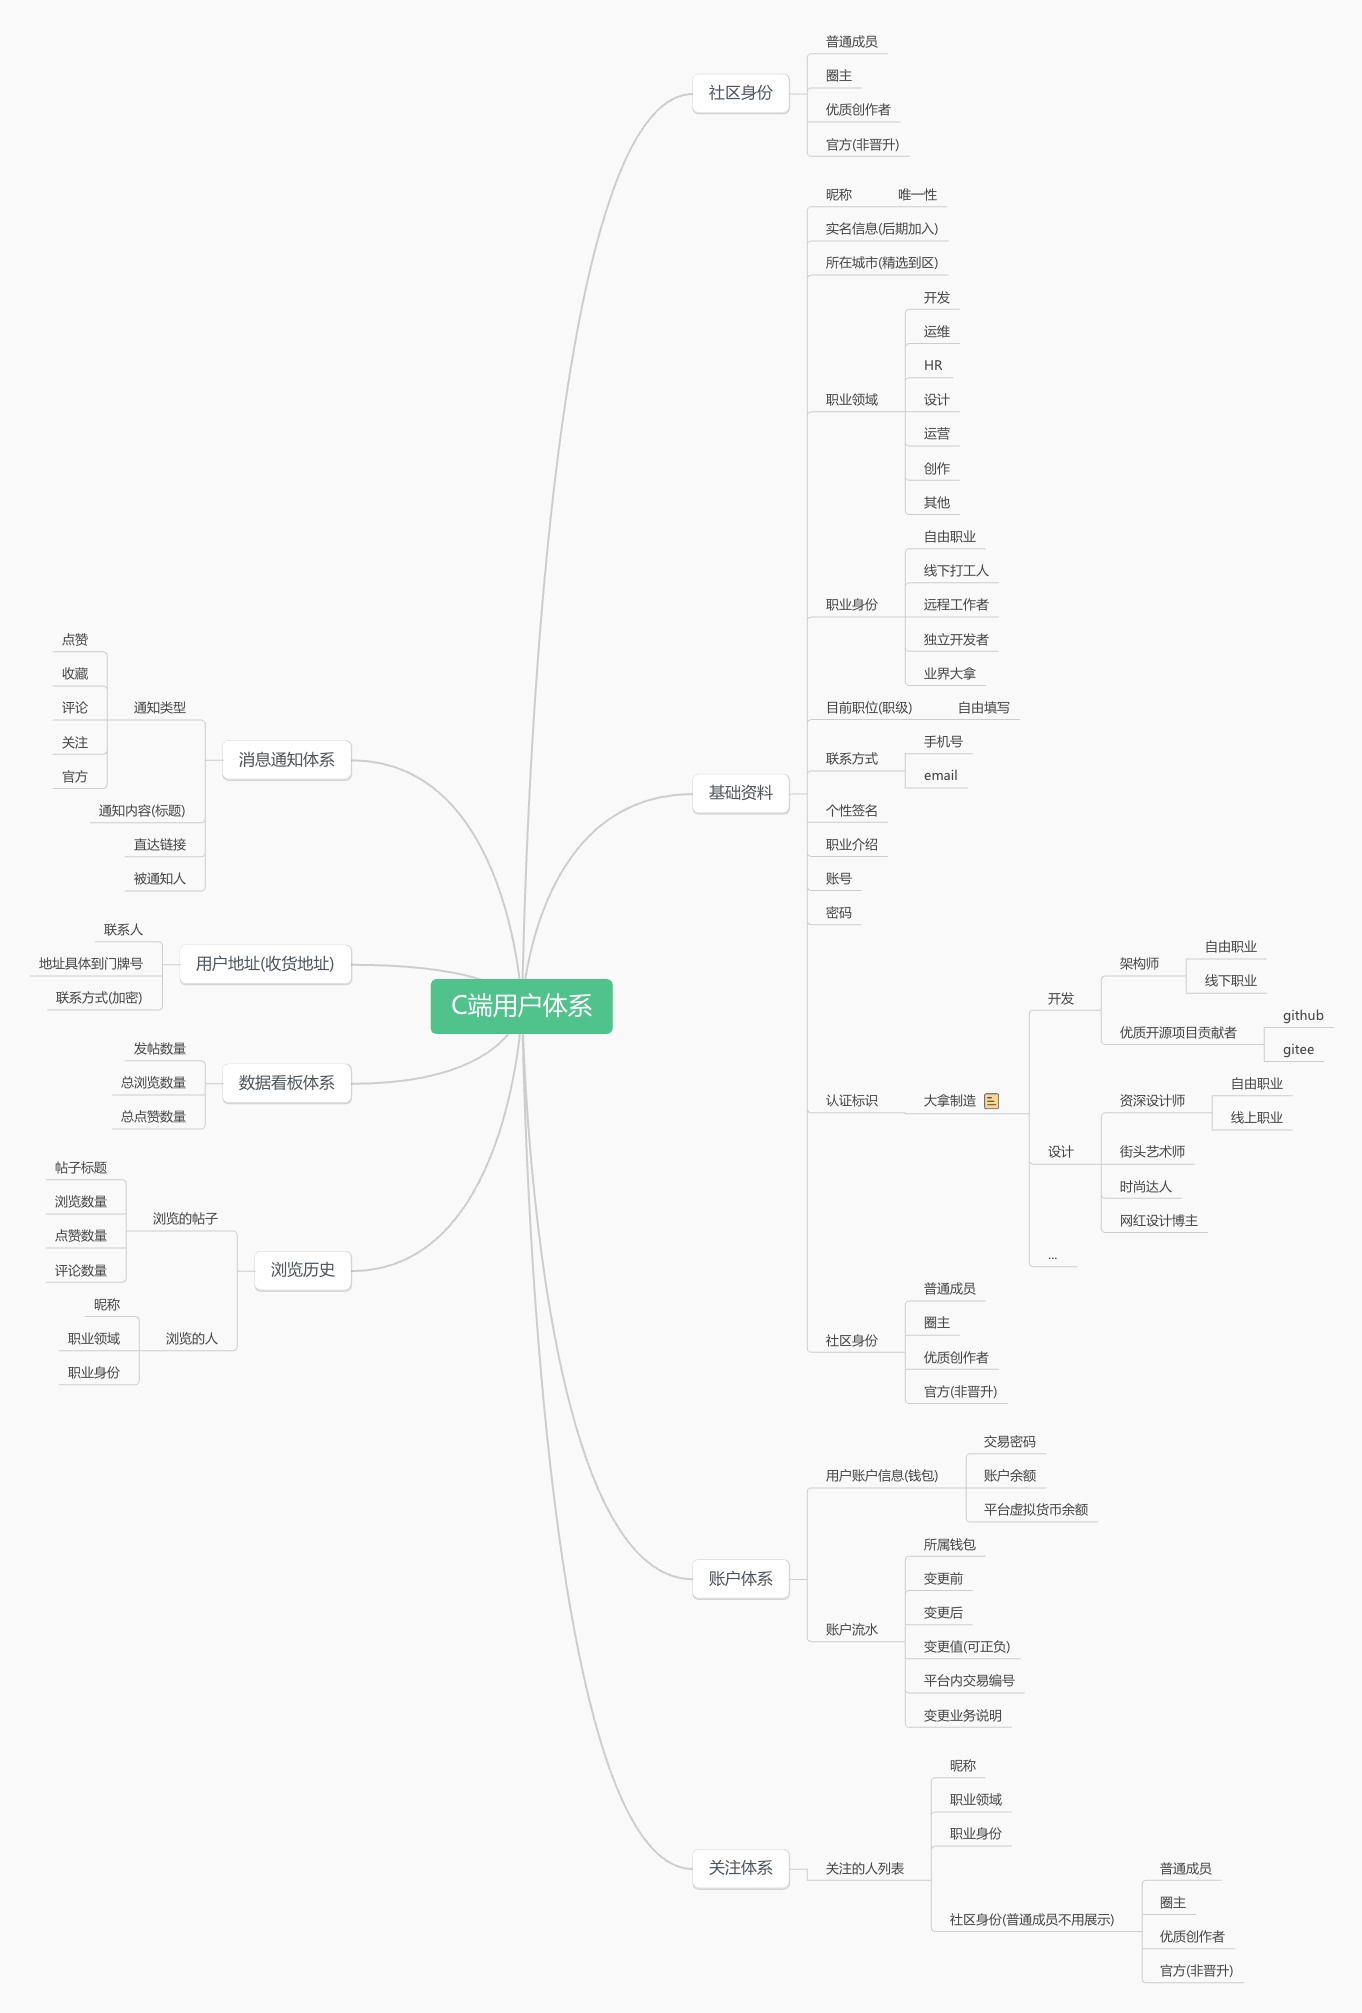 C端用户体系
社区身份
普通成员
圈主
优质创作者
官方(非晋升)
基础资料
昵称
唯一性
实名信息(后期加入)
所在城市(精选到区)
职业领域
开发
运维
HR
设计
运营
创作
其他
职业身份
自由职业
线下打工人
远程工作者
独立开发者
业界大拿
目前职位(职级)
自由填写
联系方式
手机号
email
个性签名
职业介绍
账号
密码
认证标识
大拿制造
开发
架构师
自由职业
线下职业
优质开源项目贡献者
github
gitee
设计
资深设计师
自由职业
线上职业
街头艺术师
时尚达人
网红设计博主
...
社区身份
普通成员
圈主
优质创作者
官方(非晋升)
账户体系
用户账户信息(钱包)
交易密码
账户余额
平台虚拟货币余额
账户流水
所属钱包
变更前
变更后
变更值(可正负)
平台内交易编号
变更业务说明
关注体系
关注的人列表
昵称
职业领域
职业身份
社区身份(普通成员不用展示)
普通成员
圈主
优质创作者
官方(非晋升)
消息通知体系
通知类型
点赞
收藏
评论
关注
官方
通知内容(标题)
直达链接
被通知人
用户地址(收货地址)
联系人
地址具体到门牌号
联系方式(加密)
数据看板体系
发帖数量
总浏览数量
总点赞数量
浏览历史
浏览的帖子
帖子标题
浏览数量
点赞数量
评论数量
浏览的人
昵称
职业领域
职业身份